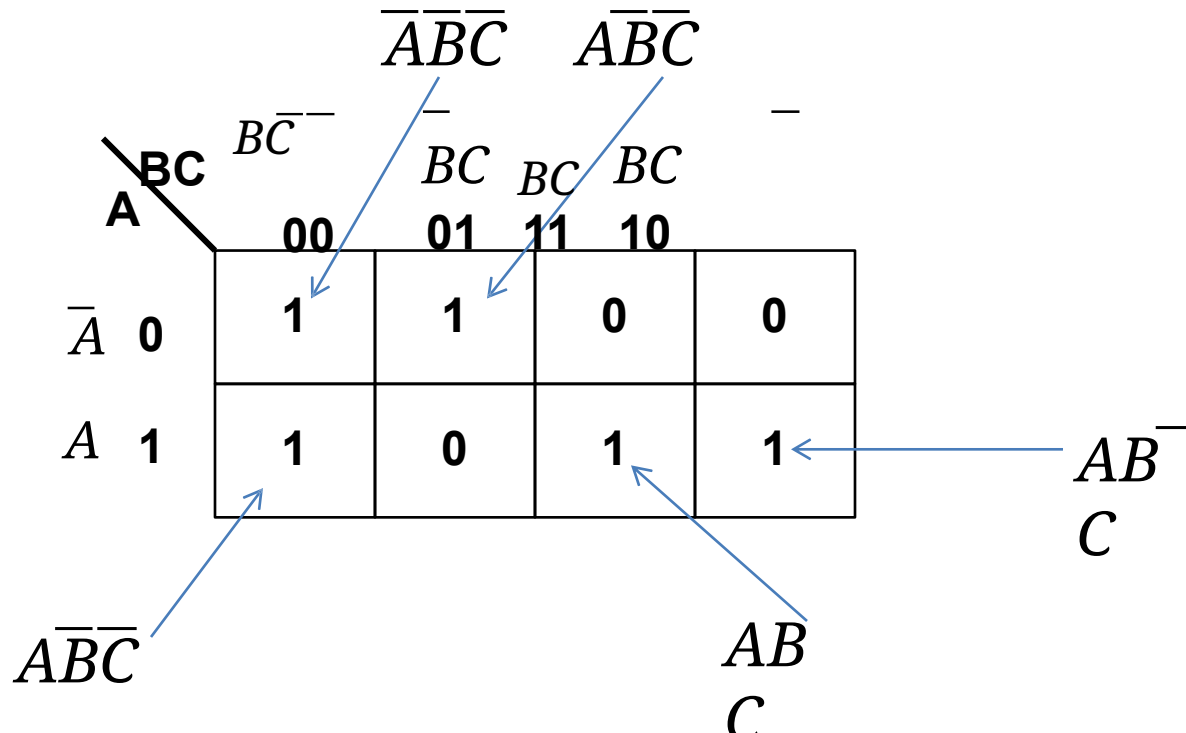 A̅B̅C̅ AB̅C̅
BC̅ ̅ ̅ ̅
BC A
BC BC BC
00 01 11 10
A̅ 0 1 1 0 0
A 1 1 0 1 1
AB ̅
C
AB̅C̅
AB
C